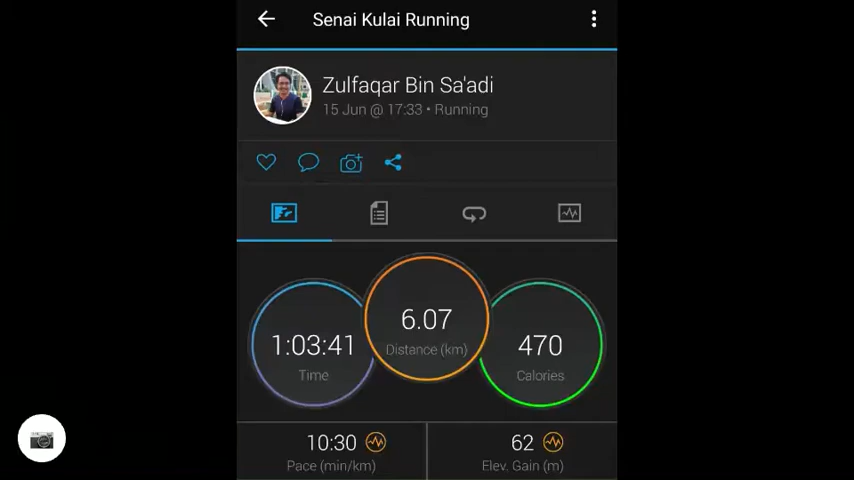 Senai Kulai Running
Zulfaqar Bin Sa'adi
15 Jun @ 17:33 • Running
6.07
Distance (km)
1:03:41
Time
470
Calories
10:30
Pace (min/km)
62
Elev. Gain (m)